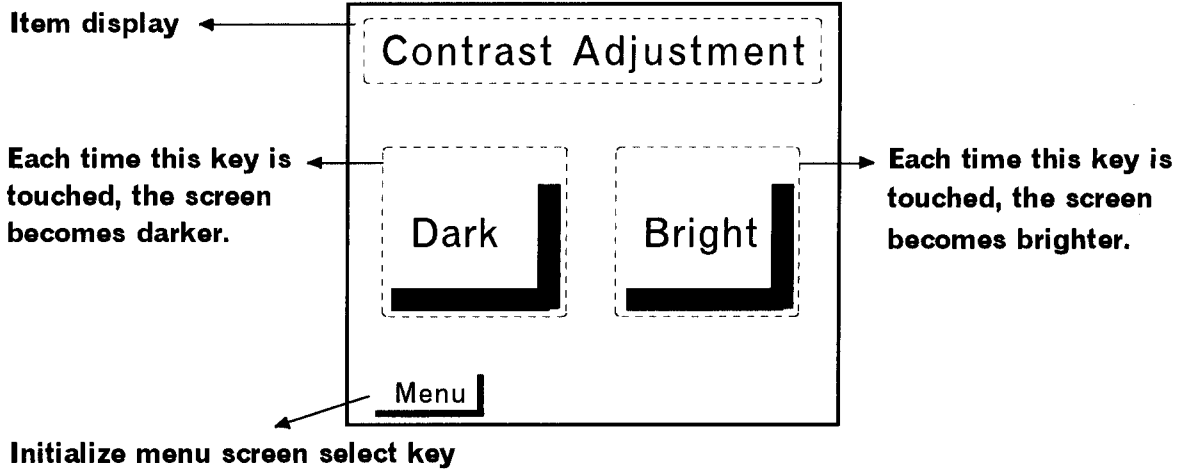 Item display
Contrast Adjustment
Each time this key is
touched, the screen
becomes darker.
Dark
Bright
Each time this key is
touched, the screen
becomes brighter.
Menu
Initialize menu screen select key